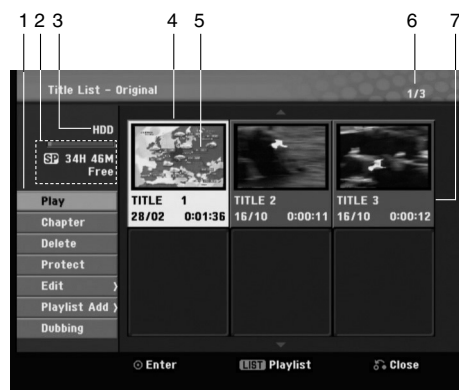 1 2 3 4 5 6 7
Title List – Original 1/3
HDD
SP 34H 46M
Free
Play
Chapter
Delete
Protect
Edit
Playlist Add
Dubbing
TITLE 1
28/02 0:01:36
TITLE 2
16/10 0:00:11
TITLE 3
16/10 0:00:12
Enter LIST Playlist Close